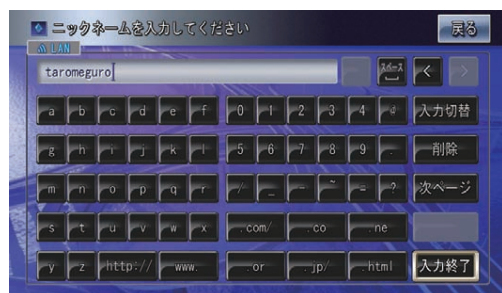 ニックネームを入力してください 戻る
LAN
taromeguro スペース < >
a b c d e f 0 1 2 3 4 入力切替
g h i j k l 5 6 7 8 9 . 削除
m n o p q r / _ - ~ = ? 次ページ
s t u v w x .com/ .co .ne
y z http:// www. .or .jp/ .html 入力終了